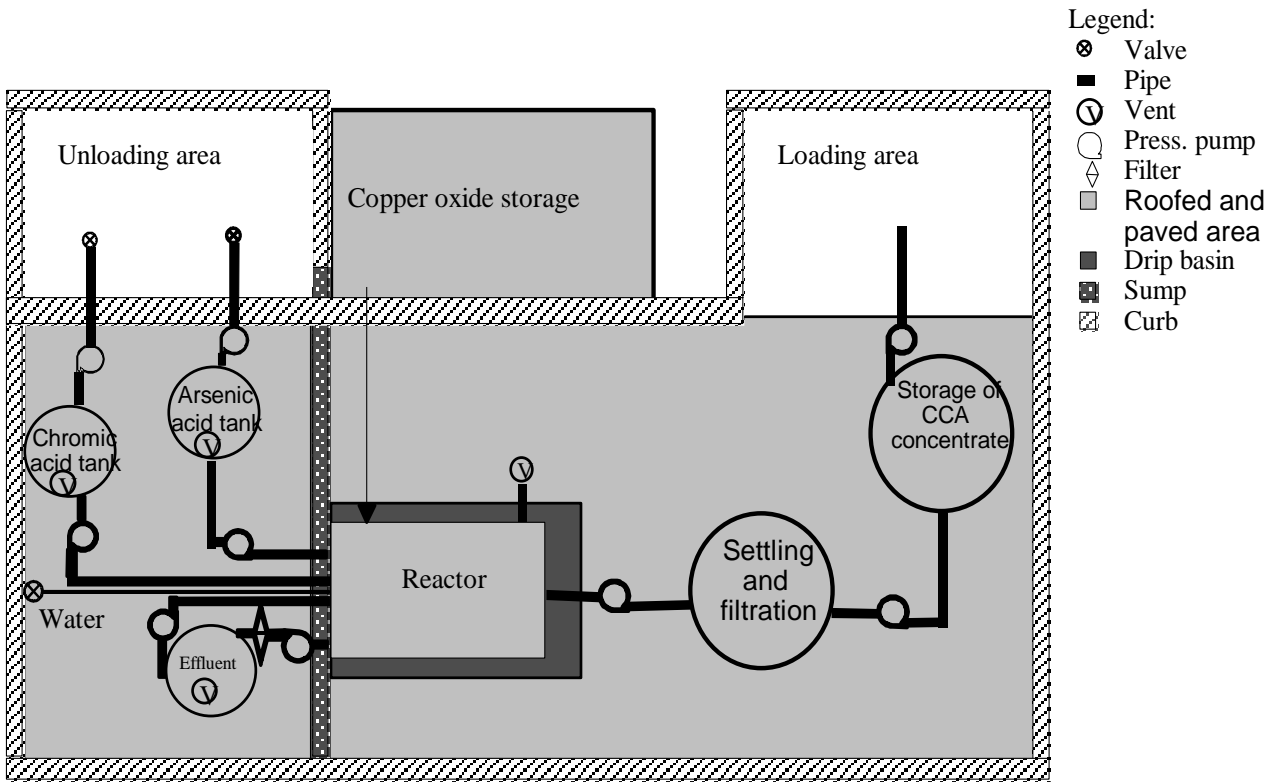 Legend:
Valve
Pipe
V Vent
Press. pump
Filter
Roofed and
paved area
Drip basin
Sump
Curb
Unloading area
Copper oxide storage
Loading area
Arsenic
acid tank
V
Chromic
acid tank
V
Storage of
CCA
concentrate
V
Reactor
Settling
and
filtration
Water
Effluent
V